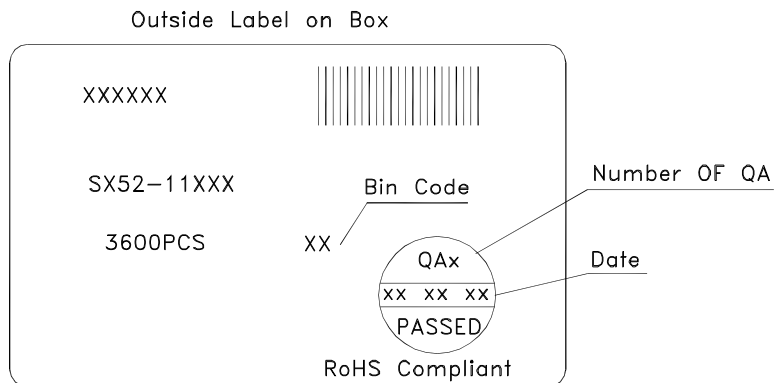 Outside Label on Box
XXXXXX
SX52-11XXX
Bin Code
Number OF QA
3600PCS
XX
QAx
Date
xx xx xx
PASSED
RoHS Compliant